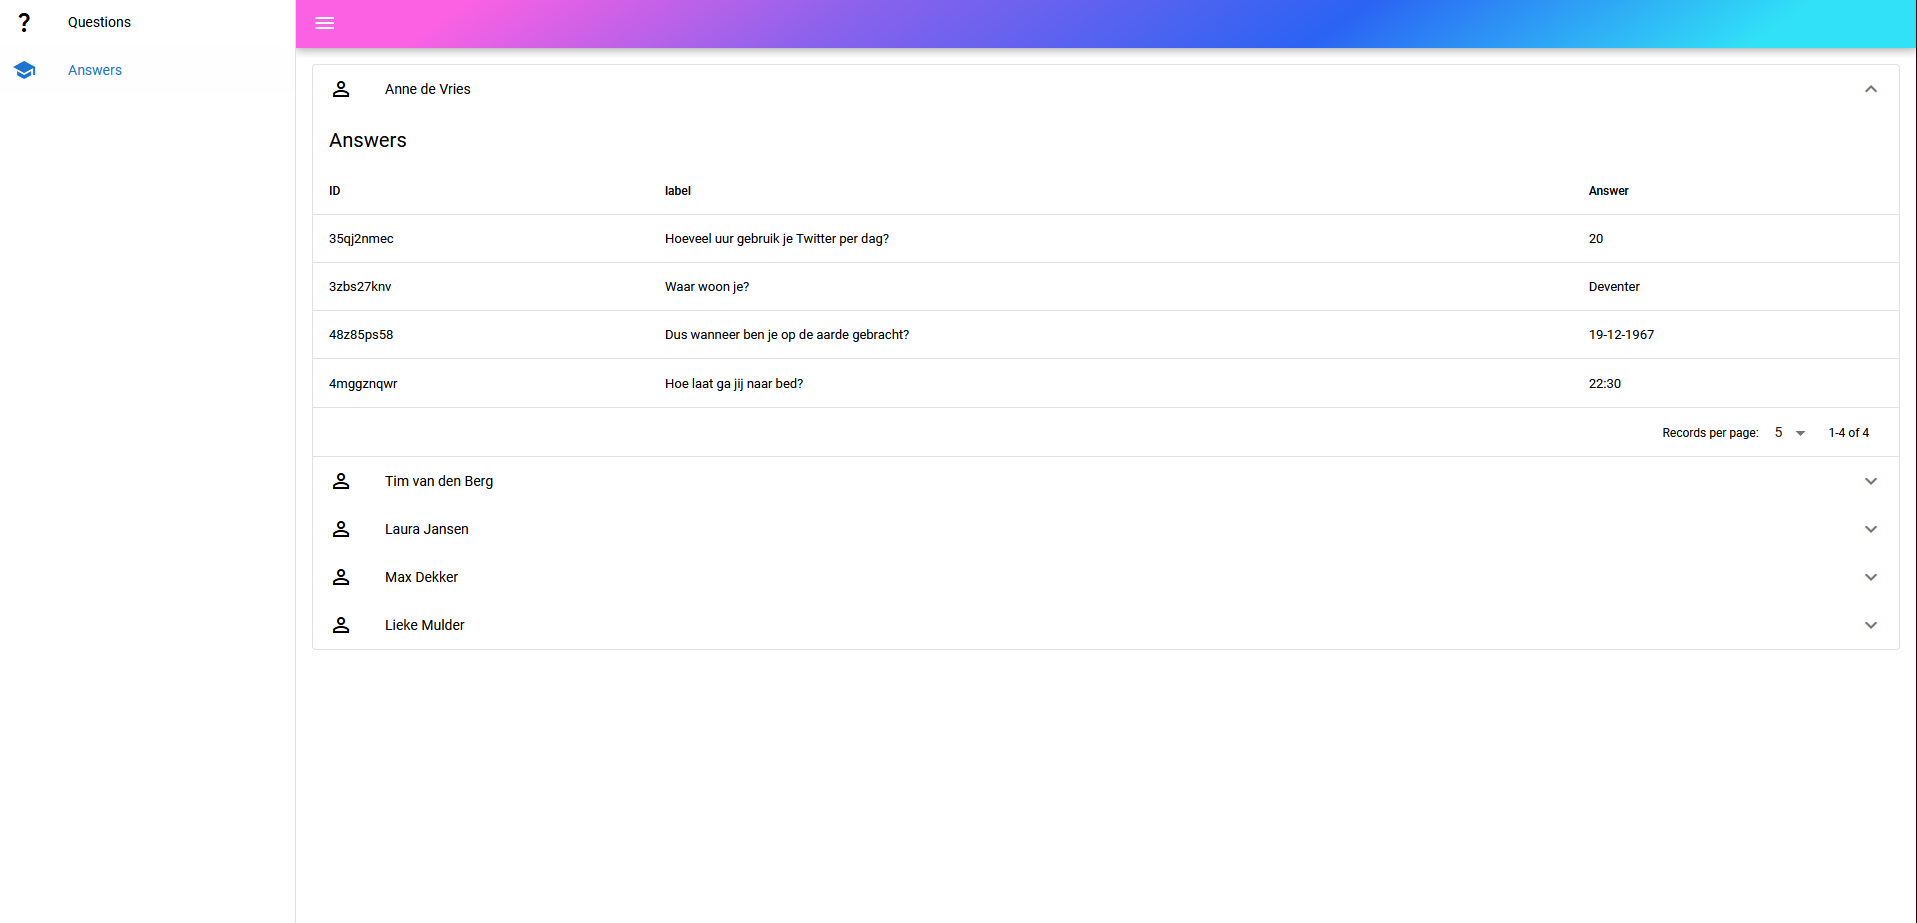 Questions
Answers
Anne de Vries
Answers
ID label Answer
35qj2nmec Hoeveel uur gebruik je Twitter per dag? 20
3zbs27knv Waar woon je? Deventer
48z85ps58 Dus wanneer ben je op de aarde gebracht? 19-12-1967
4mggznqwr Hoe laat ga jij naar bed? 22:30
Records per page: 5 1-4 of 4
Tim van den Berg
Laura Jansen
Max Dekker
Lieke Mulder